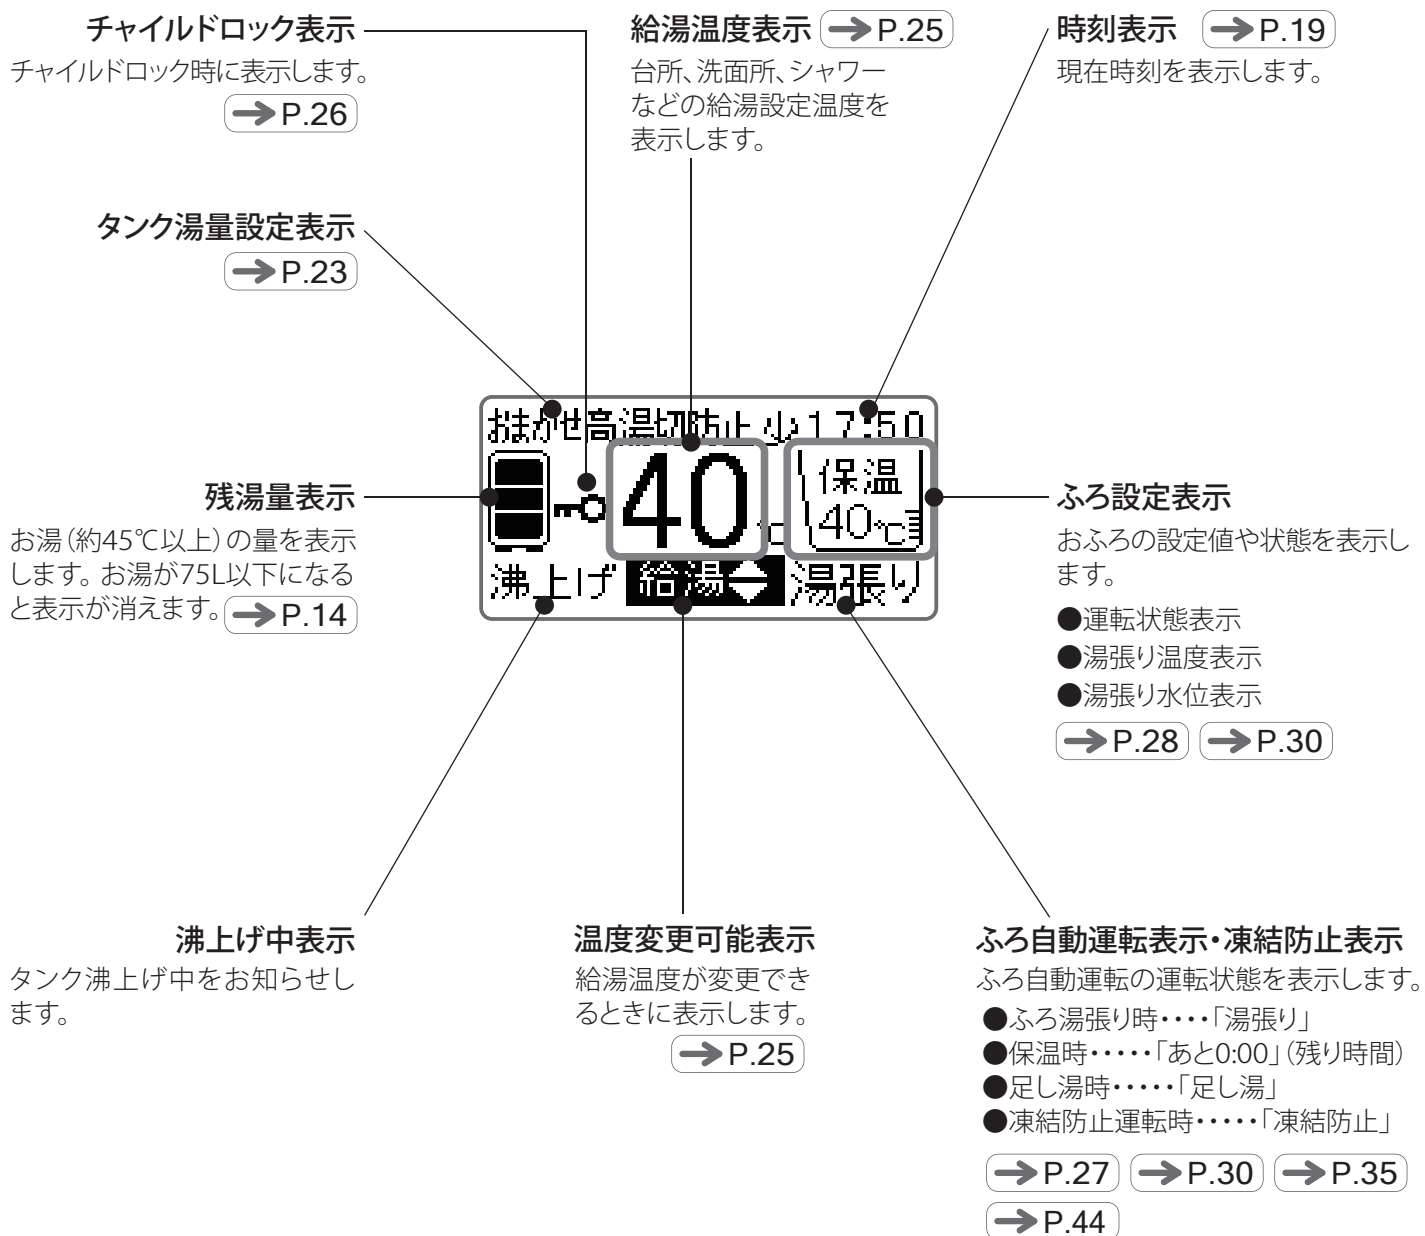 チャイルドロック表示
チャイルドロック時に表示します。
→P.26
給湯温度表示 →P.25
台所、洗面所、シャワー
などの給湯設定温度を
表示します。
時刻表示 →P.19
現在時刻を表示します。
タンク湯量設定表示
→P.23
おまかせ高湯切防止少17:50
保温
40
40℃
℃
沸上げ 給湯 湯張り
残湯量表示
お湯(約45℃以上)の量を表示
します。お湯が75L以下になる
と表示が消えます。→P.14
ふろ設定表示
おふろの設定値や状態を表示し
ます。
●運転状態表示
●湯張り温度表示
●湯張り水位表示
→P.28 →P.30
沸上げ中表示
タンク沸上げ中をお知らせし
ます。
温度変更可能表示
給湯温度が変更でき
るときに表示します。
→P.25
ふろ自動運転表示・凍結防止表示
ふろ自動運転の運転状態を表示します。
●ふろ湯張り時・・・・「湯張り」
●保温時・・・・・「あと0:00」(残り時間)
●足し湯時・・・・・「足し湯」
●凍結防止運転時・・・・・「凍結防止」
→P.27 →P.30 →P.35
→P.44